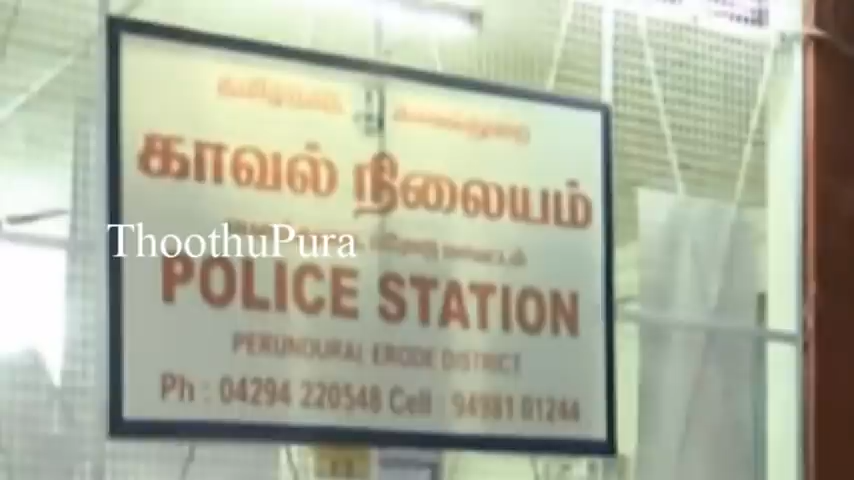 காவல் நிலையம்
ThoothuPura
POLICE STATION
PERUNDURAI ERODE DISTRICT
Ph : 04294 220548 Cell : 94981 01244